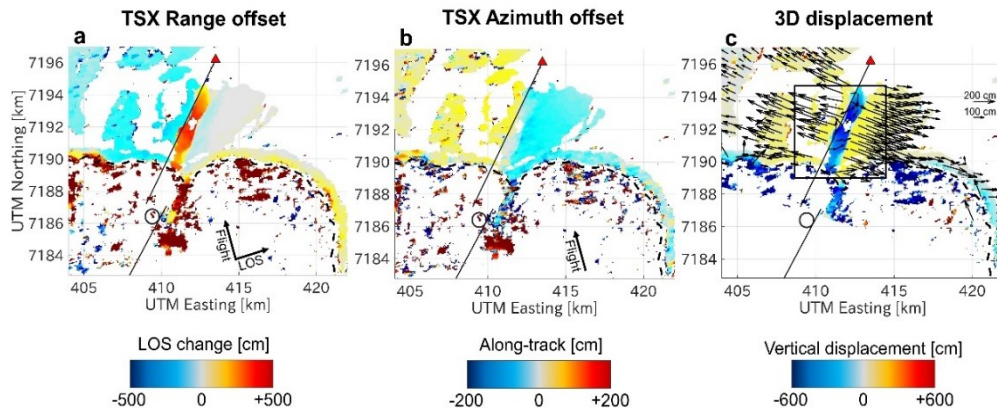 TSX Range offset
TSX Azimuth offset
3D displacement
a
b
c
UTM Northing [km]
7196
7194
7192
7190
7188
7186
7184
Flight
LOS
405
410
415
420
UTM Easting [km]
7196
7194
7192
7190
7188
7186
7184
Flight
405
410
415
420
UTM Easting [km]
7196
7194
7192
7190
7188
7186
7184
200 cm
100 cm
405
410
415
420
UTM Easting [km]
LOS change [cm]
-500
0
+500
Along-track [cm]
-200
0
+200
Vertical displacement [cm]
-600
0
+600